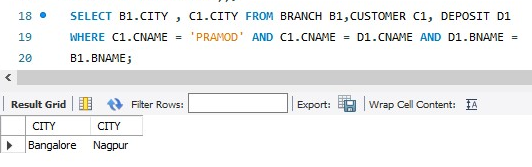 18 SELECT B1.CITY , C1.CITY FROM BRANCH B1,CUSTOMER C1, DEPOSIT D1
19 WHERE C1.CNAME = 'PRAMOD' AND C1.CNAME = D1.CNAME AND D1.BNAME =
20 B1.BNAME;
Result Grid Filter Rows: Export: Wrap Cell Content: IA
CITY CITY
Bangalore Nagpur